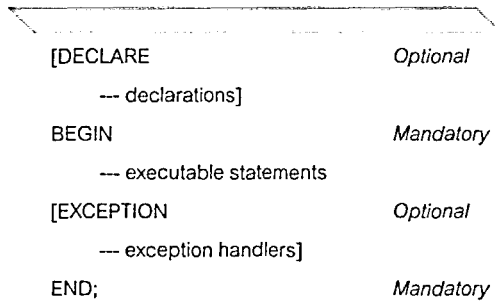 [DECLARE Optional
--- declarations]
BEGIN Mandatory
--- executable statements
[EXCEPTION Optional
--- exception handlers]
END; Mandatory